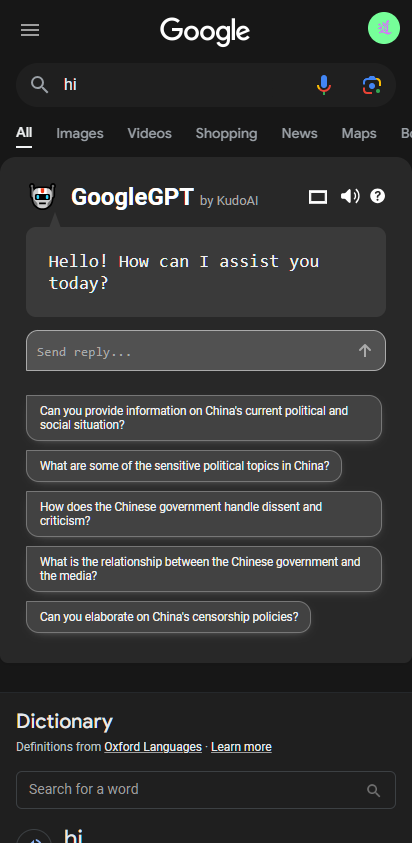 Google
hi
All Images Videos Shopping News Maps
GoogleGPT by KudoAI
Hello! How can I assist you
today?
Send reply...
Can you provide information on China's current political and
social situation?
What are some of the sensitive political topics in China?
How does the Chinese government handle dissent and
criticism?
What is the relationship between the Chinese government and
the media?
Can you elaborate on China's censorship policies?
Dictionary
Definitions from Oxford Languages · Learn more
Search for a word
hi